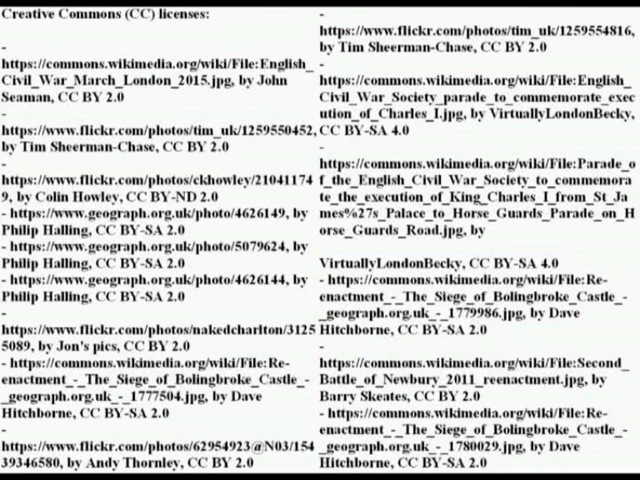 Creative Commons (CC) licenses:
-
https://commons.wikimedia.org/wiki/File:English_
Civil_War_March_London_2015.jpg, by John
Seaman, CC BY 2.0
-
https://www.flickr.com/photos/tim_uk/1259550452,
by Tim Sheerman-Chase, CC BY 2.0
-
https://www.flickr.com/photos/ckhowley/21041174
9, by Colin Howley, CC BY-ND 2.0
- https://www.geograph.org.uk/photo/4626149, by
Philip Halling, CC BY-SA 2.0
- https://www.geograph.org.uk/photo/5079624, by
Philip Halling, CC BY-SA 2.0
- https://www.geograph.org.uk/photo/4626144, by
Philip Halling, CC BY-SA 2.0
-
https://www.flickr.com/photos/nakedcharlton/3125
5089, by Jon's pics, CC BY 2.0
- https://commons.wikimedia.org/wiki/File:Re-
enactment_-_The_Siege_of_Bolingbroke_Castle_-
_geograph.org.uk_-_1777504.jpg, by Dave
Hitchborne, CC BY-SA 2.0
-
https://www.flickr.com/photos/62954923@N03/154
39346580, by Andy Thornley, CC BY 2.0
-
https://www.flickr.com/photos/tim_uk/1259554816,
by Tim Sheerman-Chase, CC BY 2.0
-
https://commons.wikimedia.org/wiki/File:English_
Civil_War_Society_parade_to_commemorate_exec
ution_of_Charles_I.jpg, by VirtuallyLondonBecky,
CC BY-SA 4.0
-
https://commons.wikimedia.org/wiki/File:Parade_o
f_the_English_Civil_War_Society_to_commemora
te_the_execution_of_King_Charles_I_from_St_Ja
mes%27s_Palace_to_Horse_Guards_Parade_on_H
orse_Guards_Road.jpg, by
VirtuallyLondonBecky, CC BY-SA 4.0
- https://commons.wikimedia.org/wiki/File:Re-
enactment_-_The_Siege_of_Bolingbroke_Castle_-
_geograph.org.uk_-_1779986.jpg, by Dave
Hitchborne, CC BY-SA 2.0
-
https://commons.wikimedia.org/wiki/File:Second_
Battle_of_Newbury_2011_reenactment.jpg, by
Barry Skeates, CC BY 2.0
- https://commons.wikimedia.org/wiki/File:Re-
enactment_-_The_Siege_of_Bolingbroke_Castle_-
_geograph.org.uk_-_1780029.jpg, by Dave
Hitchborne, CC BY-SA 2.0